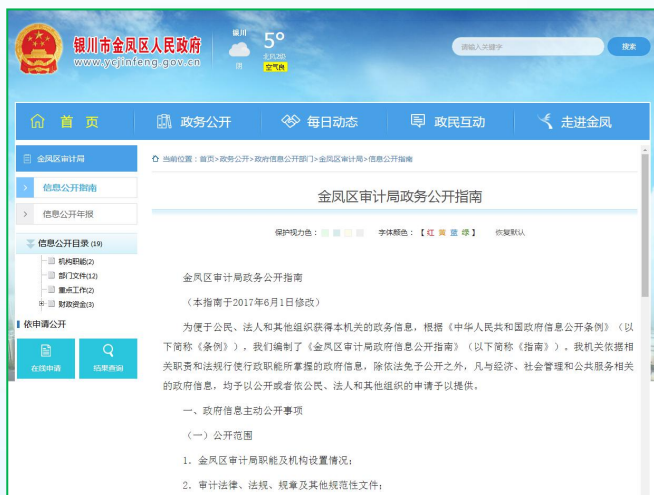 银川市金凤区人民政府
www.ycjinfeng.gov.cn
银川
阴
5°
北风2级
空气良
请输入关键字
搜索
首 页
政务公开
每日动态
政民互动
走进金凤
金凤区审计局
信息公开指南
信息公开年报
信息公开目录 (19)
机构职能(2)
部门文件(12)
重点工作(2)
财政资金(3)
依申请公开
在线申请
结果查询
当前位置：首页>政务公开>政府信息公开部门>金凤区审计局>信息公开指南
金凤区审计局政务公开指南
保护视力色：
字体颜色：【红 黄 蓝 绿】
恢复默认
金凤区审计局政务公开指南
（本指南于2017年6月1日修改）
为便于公民、法人和其他组织获得本机关的政务信息，根据《中华人民共和国政府信息公开条例》（以
下简称《条例》），我们编制了《金凤区审计局政府信息公开指南》（以下简称《指南》）。我机关依据相
关职责和法规行使行政职能所掌握的政府信息，除依法免予公开之外，凡与经济、社会管理和公共服务相关
的政府信息，均予以公开或者依公民、法人和其他组织的申请予以提供。
一、政府信息主动公开事项
（一）公开范围
1. 金凤区审计局职能及机构设置情况；
2. 审计法律、法规、规章及其他规范性文件；